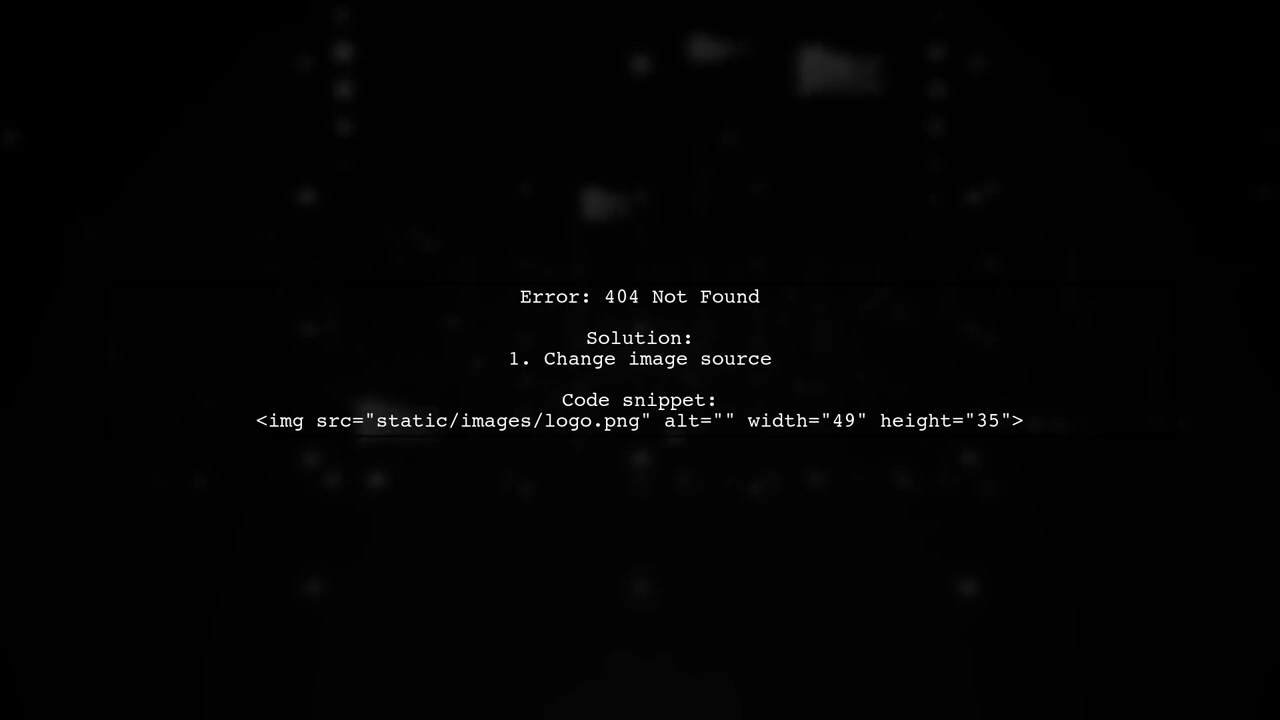 Error: 404 Not Found
Solution:
1. Change image source
Code snippet:
<img src="static/images/logo.png" alt="" width="49" height="35">